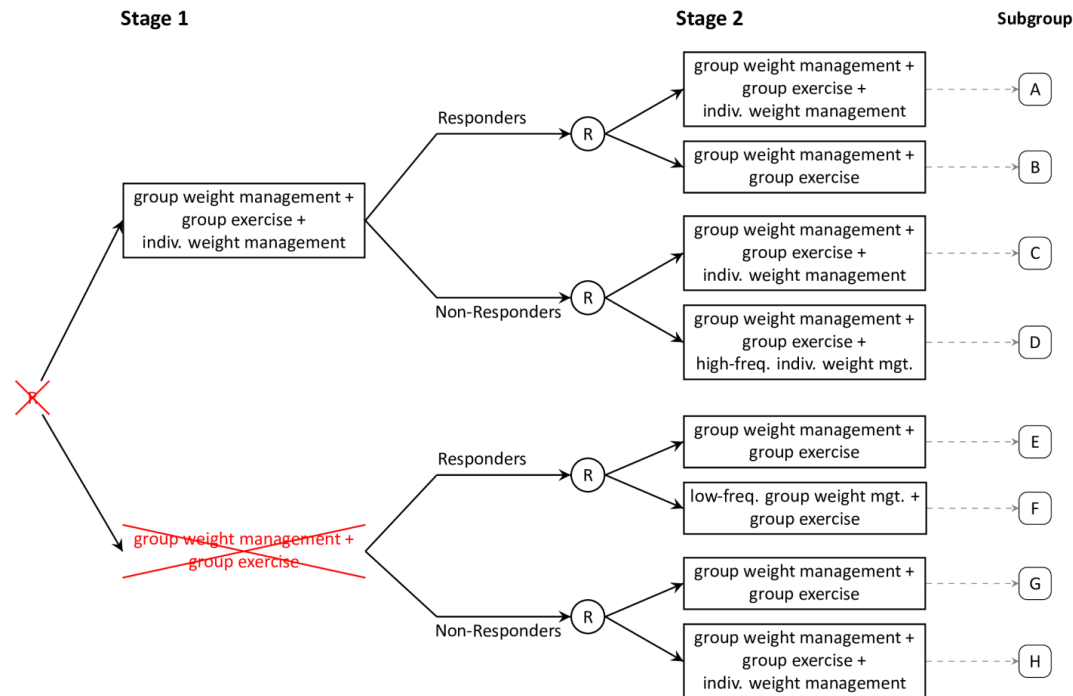 Stage 1
Stage 2
Subgroup
group weight management +
group exercise +
indiv. weight management
A
Responders
R
group weight management +
group exercise
B
group weight management +
group exercise +
indiv. weight management
group weight management +
group exercise +
indiv. weight management
C
Non-Responders
R
group weight management +
group exercise +
high-freq. indiv. weight mgt.
D
R
group weight management +
group exercise
E
Responders
R
low-freq. group weight mgt. +
group exercise
F
group weight management +
group exercise
group weight management +
group exercise
G
Non-Responders
R
group weight management +
group exercise +
indiv. weight management
H